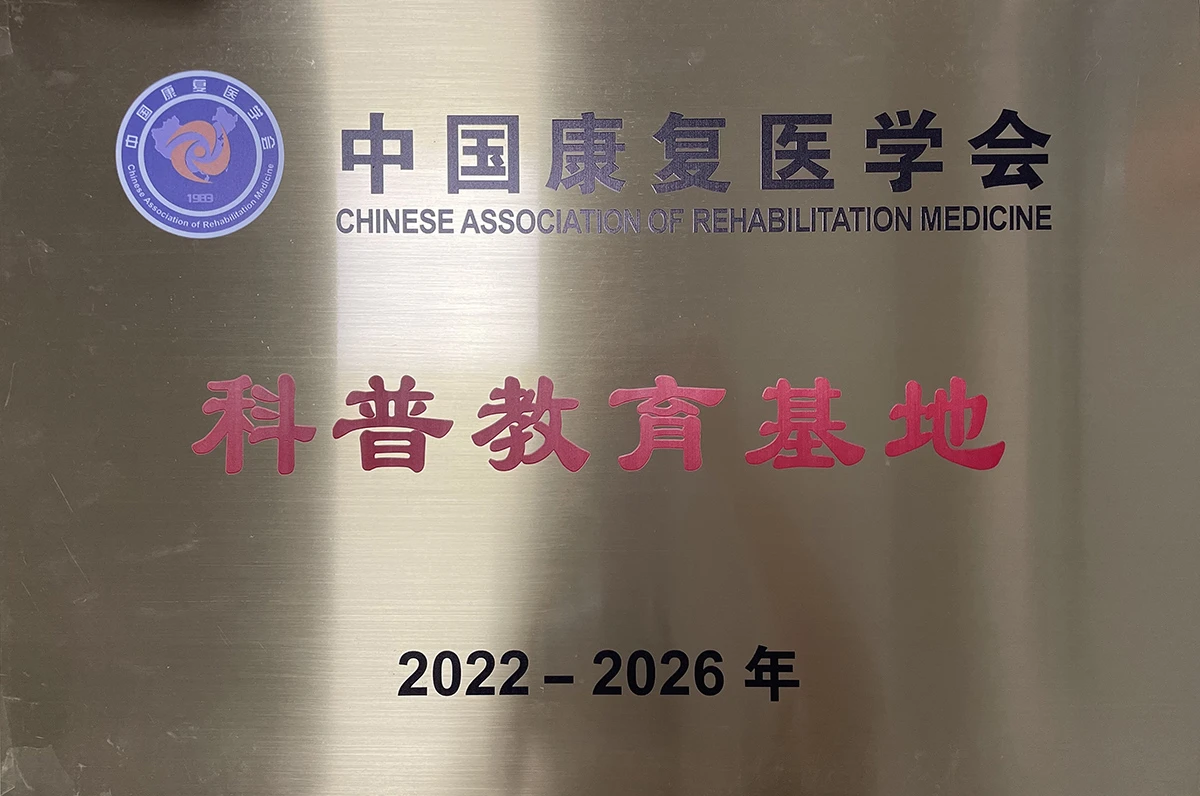 中国康复医学会
Chinese Association of Rehabilitation Medicine
1983
中国康复医学会
CHINESE ASSOCIATION OF REHABILITATION MEDICINE
科普教育基地
2022 – 2026 年